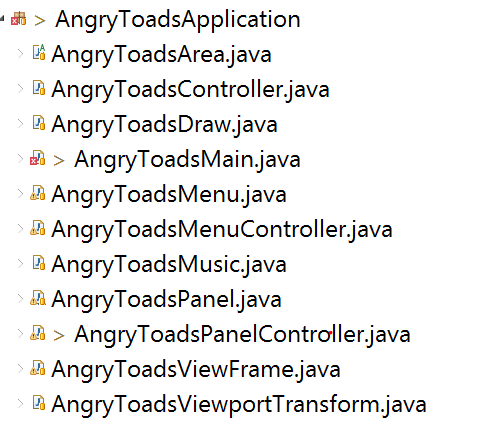 > AngryToadsApplication
AngryToadsArea.java
AngryToadsController.java
AngryToadsDraw.java
> AngryToadsMain.java
AngryToadsMenu.java
AngryToadsMenuController.java
AngryToadsMusic.java
AngryToadsPanel.java
> AngryToadsPanelController.java
AngryToadsViewFrame.java
AngryToadsViewportTransform.java